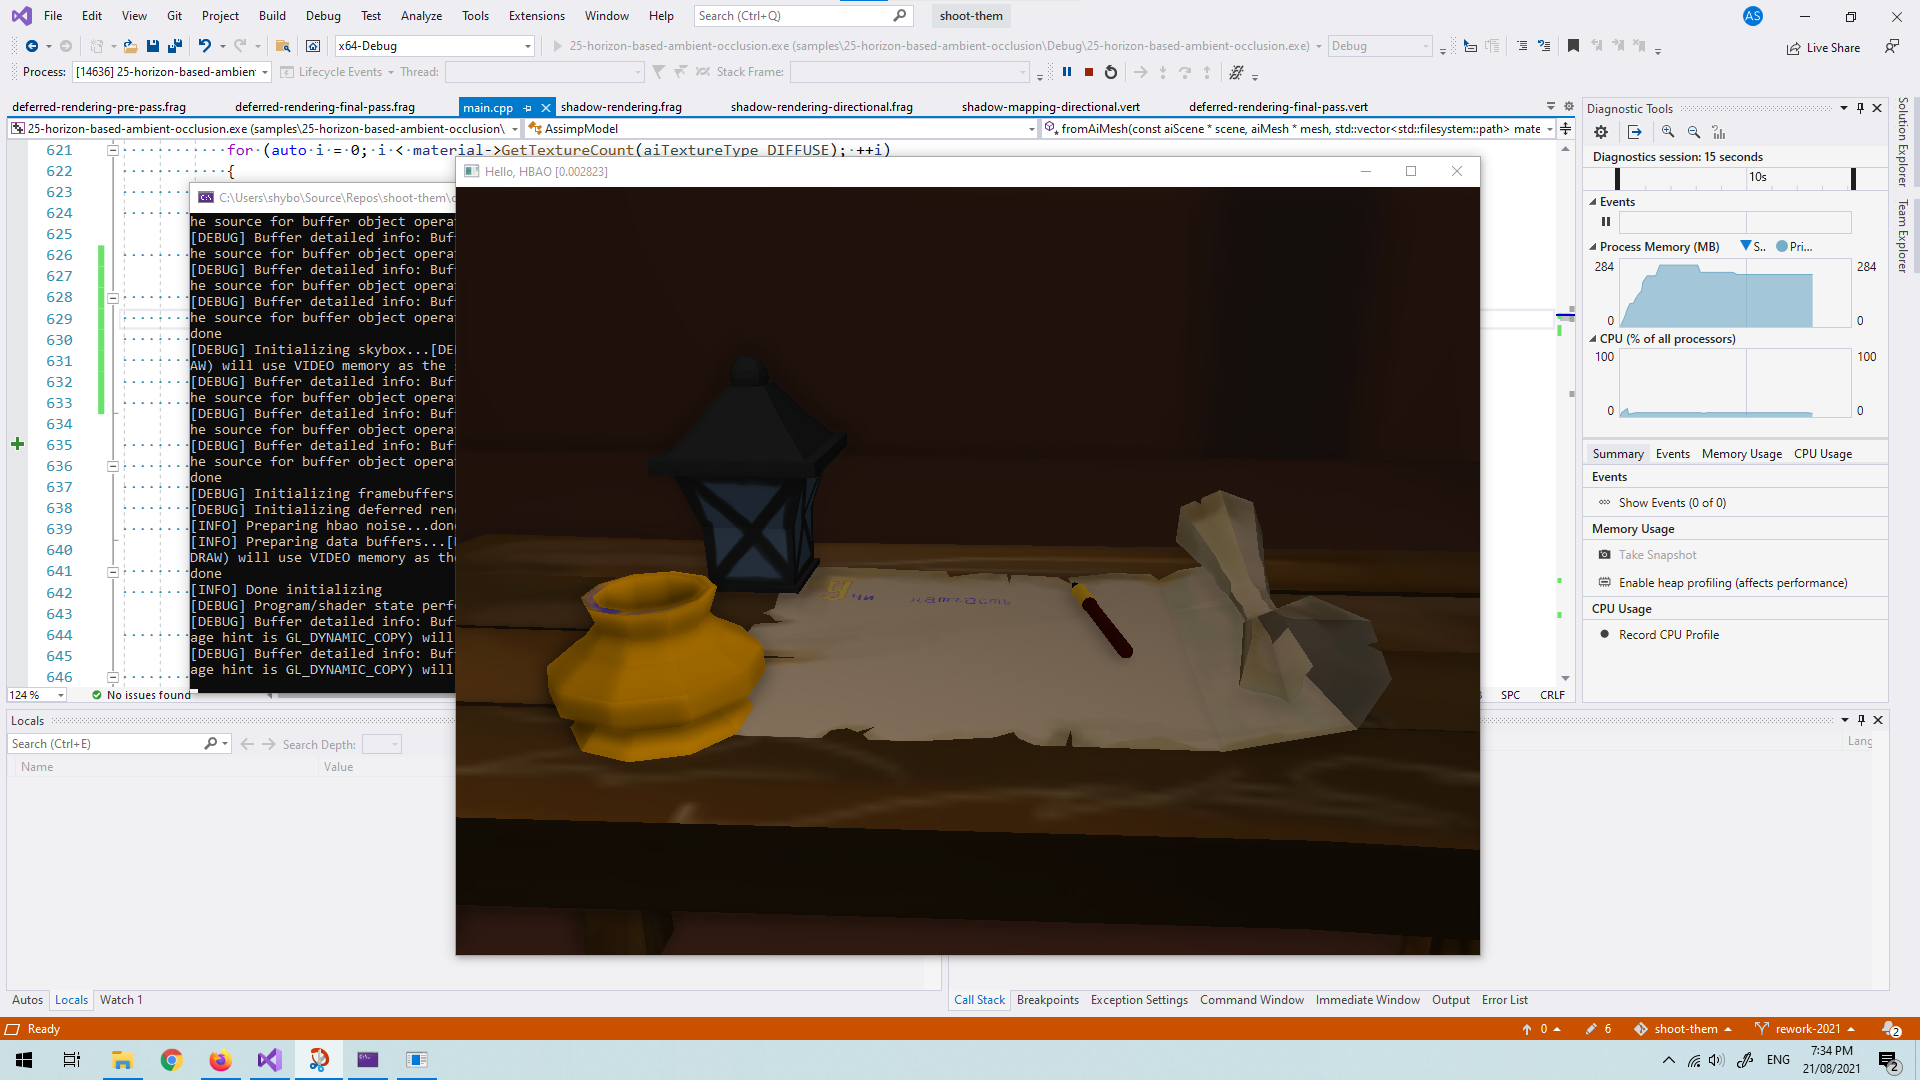 File Edit View Git Project Build Debug Test Analyze Tools Extensions Window Help Search (Ctrl+Q) shoot-them AS
x64-Debug 25-horizon-based-ambient-occlusion.exe (samples\25-horizon-based-ambient-occlusion\Debug\25-horizon-based-ambient-occlusion.exe) Debug Live Share
Process: [14636] 25-horizon-based-ambien Lifecycle Events Thread: Stack Frame:
deferred-rendering-pre-pass.frag deferred-rendering-final-pass.frag main.cpp shadow-rendering.frag shadow-rendering-directional.frag shadow-mapping-directional.vert deferred-rendering-final-pass.vert
25-horizon-based-ambient-occlusion.exe (samples\25-horizon-based-ambient-occlusion\ AssimpModel fromAiMesh(const aiScene * scene, aiMesh * mesh, std::vector<std::filesystem::path> mate
621 for (auto i = 0; i < material->GetTextureCount(aiTextureType_DIFFUSE); ++i)
622 {
623
624
625
626
627
628
629
630
631
632
633
634
635
636
637
638
639
640
641
642
643
644
645
646
C:\Users\shybo\Source\Repos\shoot-them\
he source for buffer object opera
[DEBUG] Buffer detailed info: Buf
he source for buffer object opera
[DEBUG] Buffer detailed info: Buf
he source for buffer object opera
[DEBUG] Buffer detailed info: Buf
he source for buffer object opera
done
[DEBUG] Initializing skybox...[DE
AW) will use VIDEO memory as the
[DEBUG] Buffer detailed info: Buf
he source for buffer object opera
[DEBUG] Buffer detailed info: Buf
he source for buffer object opera
[DEBUG] Buffer detailed info: Buf
he source for buffer object opera
done
[DEBUG] Initializing framebuffers
[DEBUG] Initializing deferred ren
[INFO] Preparing hbao noise...don
[INFO] Preparing data buffers...[
DRAW) will use VIDEO memory as the
done
[INFO] Done initializing
[DEBUG] Program/shader state perf
[DEBUG] Buffer detailed info: Buf
age hint is GL_DYNAMIC_COPY) will
[DEBUG] Buffer detailed info: Buf
age hint is GL_DYNAMIC_COPY) will
Hello, HBAO [0.002823]
124 % No issues found SPC CRLF
Diagnostic Tools
Diagnostics session: 15 seconds
10s
Events
Process Memory (MB) S.. Pri...
284 284
0 0
CPU (% of all processors)
100 100
0 0
Summary Events Memory Usage CPU Usage
Events
Show Events (0 of 0)
Memory Usage
Take Snapshot
Enable heap profiling (affects performance)
CPU Usage
Record CPU Profile
Solution Explorer
Team Explorer
Locals
Search (Ctrl+E) Search Depth:
Name Value
Lang
Autos Locals Watch 1
Call Stack Breakpoints Exception Settings Command Window Immediate Window Output Error List
Ready 0 6 shoot-them rework-2021 2
ENG 7:34 PM 21/08/2021 2